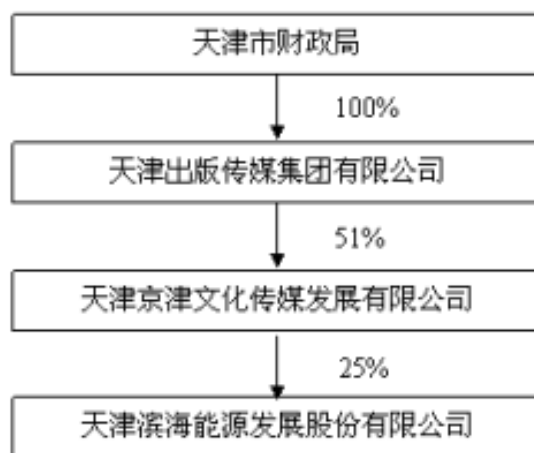 天津市财政局
100%
天津出版传媒集团有限公司
51%
天津京津文化传媒发展有限公司
25%
天津滨海能源发展股份有限公司